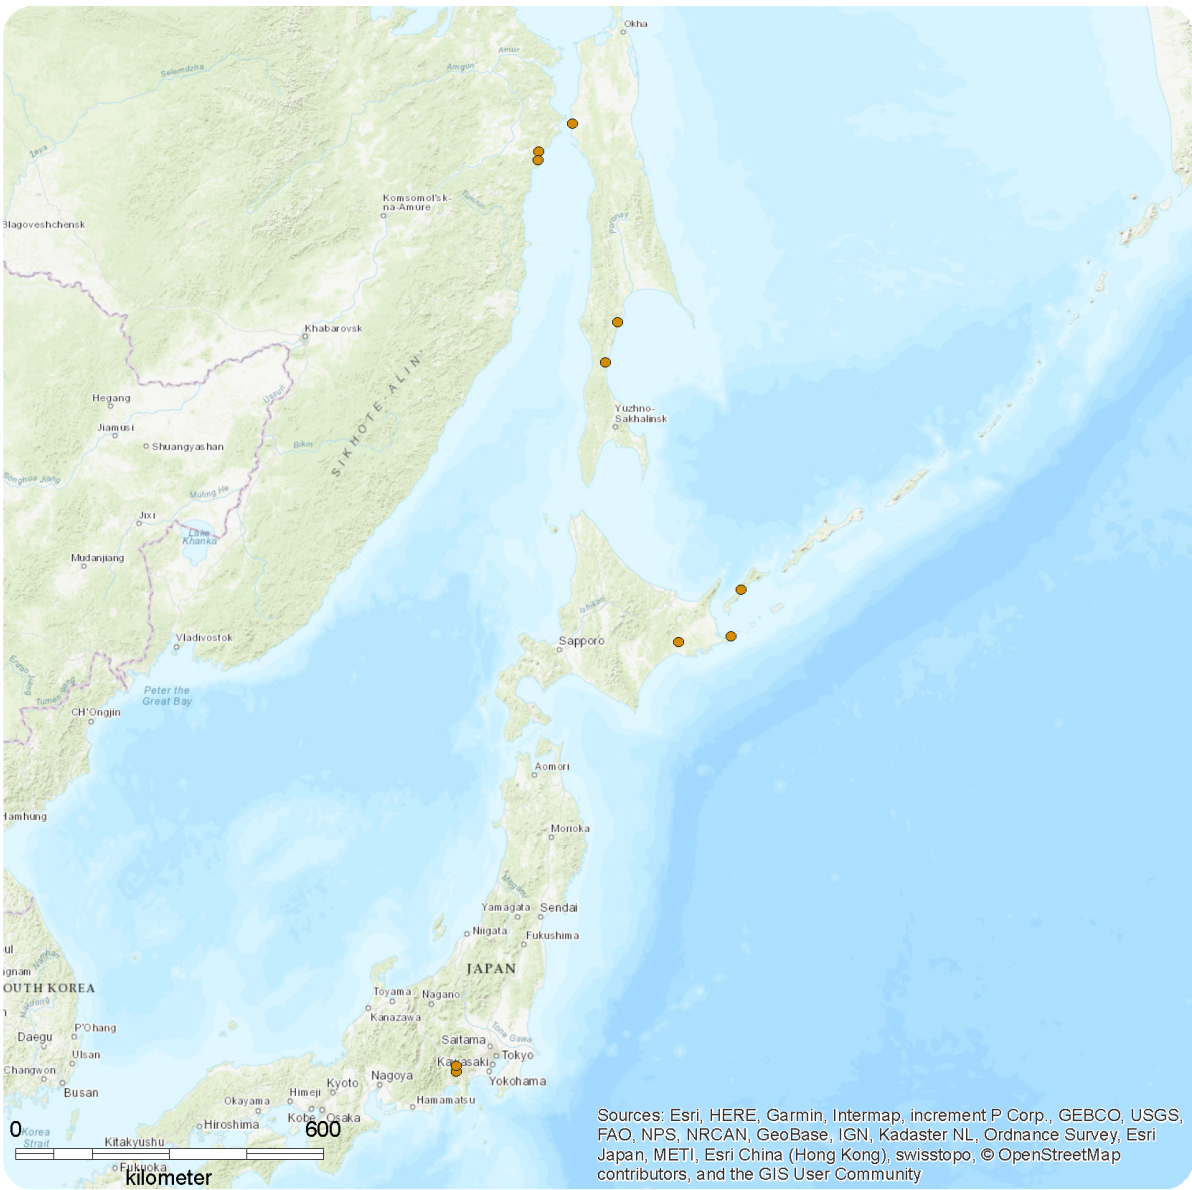 Okha
Amur
Amgun
Selemdzha
Zeya
Komsomol'sk-
na-Amure
Tumnin
Blagoveshchensk
Poronay
Khabarovsk
SIKHOTE-ALIN'
Hegang
Ussuri
Jiamusi
Yuzhno-
Sakhalinsk
Shuangyashan
Bikin
Songhua Jiang
Muling He
Jixi
Lake
Khanka
Mudanjiang
Ishikari
Vladivostok
Sapporo
Peter the
Great Bay
Tumen-gang
CH'Ongjin
Aomori
Hamhung
Morioka
Mogami
Yamagata
Sendai
Niigata
Fukushima
JAPAN
OUTH KOREA
Toyama
Nagano
Kanazawa
Nakdong
P'Ohang
Tone Gawa
Daegu
Saitama
Ulsan
Kawasaki
Tokyo
Changwon
Nagoya
Yokohama
Kyoto
Busan
Himeji
Hamamatsu
Okayama
Kobe
Osaka
Hiroshima
0
600
Korea
Strait
Kitakyushu
Fukuoka
kilometer
Sources: Esri, HERE, Garmin, Intermap, increment P Corp., GEBCO, USGS,
FAO, NPS, NRCAN, GeoBase, IGN, Kadaster NL, Ordnance Survey, Esri
Japan, METI, Esri China (Hong Kong), swisstopo, © OpenStreetMap
contributors, and the GIS User Community